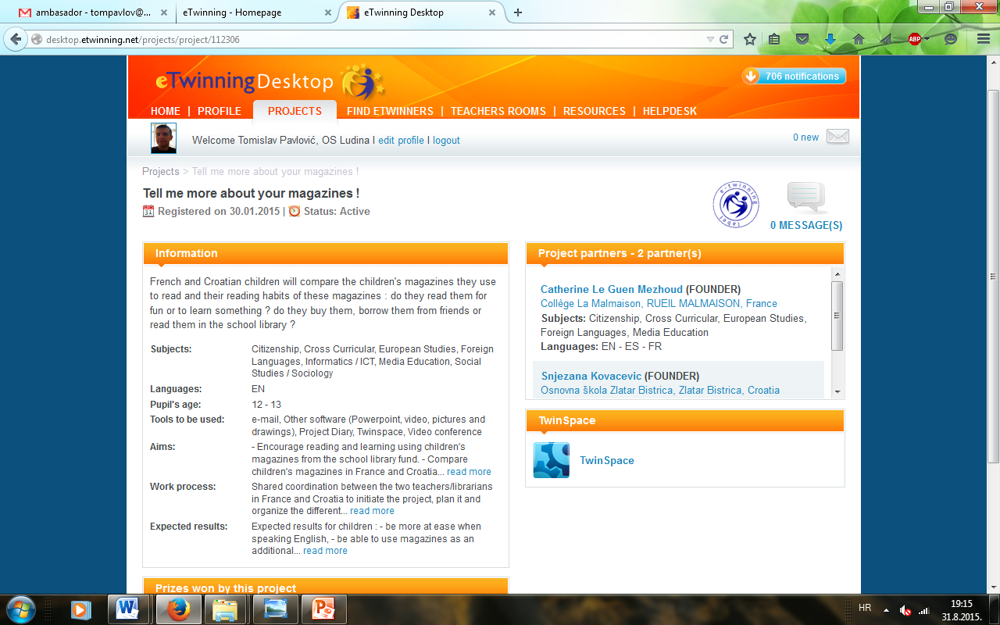 ambasador - tompavlov@...
eTwinning - Homepage
eTwinning Desktop
desktop.etwinning.net/projects/project/112306
ABP
eTwinning Desktop
706 notifications
HOME | PROFILE PROJECTS FIND ETWINNERS | TEACHERS ROOMS | RESOURCES | HELPDESK
Welcome Tomislav Pavlović, OS Ludina I edit profile I logout
0 new
Projects > Tell me more about your magazines !
Tell me more about your magazines !
31 Registered on 30.01.2015 | Status: Active
e-twinning label
0 MESSAGE(S)
Information
French and Croatian children will compare the children's magazines they use
to read and their reading habits of these magazines : do they read them for
fun or to learn something ? do they buy them, borrow them from friends or
read them in the school library ?
Subjects: Citizenship, Cross Curricular, European Studies, Foreign
Languages, Informatics / ICT, Media Education, Social
Studies / Sociology
Languages: EN
Pupil's age: 12 - 13
Tools to be used: e-mail, Other software (Powerpoint, video, pictures and
drawings), Project Diary, Twinspace, Video conference
Aims: - Encourage reading and learning using children's
magazines from the school library fund. - Compare
children's magazines in France and Croatia... read more
Work process: Shared coordination between the two teachers/librarians
in France and Croatia to initiate the project, plan it and
organize the different... read more
Expected results: Expected results for children : - be more at ease when
speaking English, - be able to use magazines as an
additional... read more
Prizes won by this project
Project partners - 2 partner(s)
Catherine Le Guen Mezhoud (FOUNDER)
Collège La Malmaison, RUEIL MALMAISON, France
Subjects: Citizenship, Cross Curricular, European Studies,
Foreign Languages, Media Education
Languages: EN - ES - FR
Snjezana Kovacevic (FOUNDER)
Osnovna škola Zlatar Bistrica, Zlatar Bistrica, Croatia
TwinSpace
TwinSpace
HR
19:15
31.8.2015.